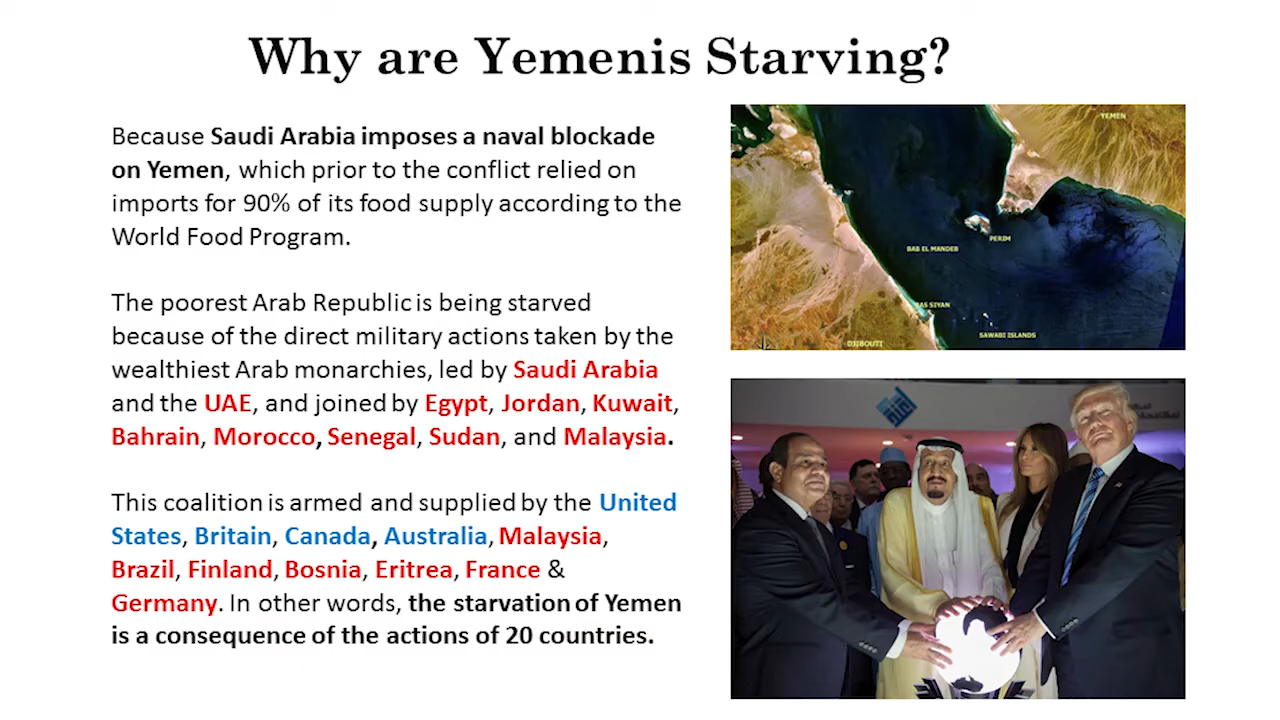 Why are Yemenis Starving?
Because Saudi Arabia imposes a naval blockade
on Yemen, which prior to the conflict relied on
imports for 90% of its food supply according to the
World Food Program.
The poorest Arab Republic is being starved
because of the direct military actions taken by the
wealthiest Arab monarchies, led by Saudi Arabia
and the UAE, and joined by Egypt, Jordan, Kuwait,
Bahrain, Morocco, Senegal, Sudan, and Malaysia.
This coalition is armed and supplied by the United
States, Britain, Canada, Australia, Malaysia,
Brazil, Finland, Bosnia, Eritrea, France &
Germany. In other words, the starvation of Yemen
is a consequence of the actions of 20 countries.
YEMEN
PERIM
BAB EL MANDEB
RAS SIYAN
SAWABI ISLANDS
DJIBOUTI